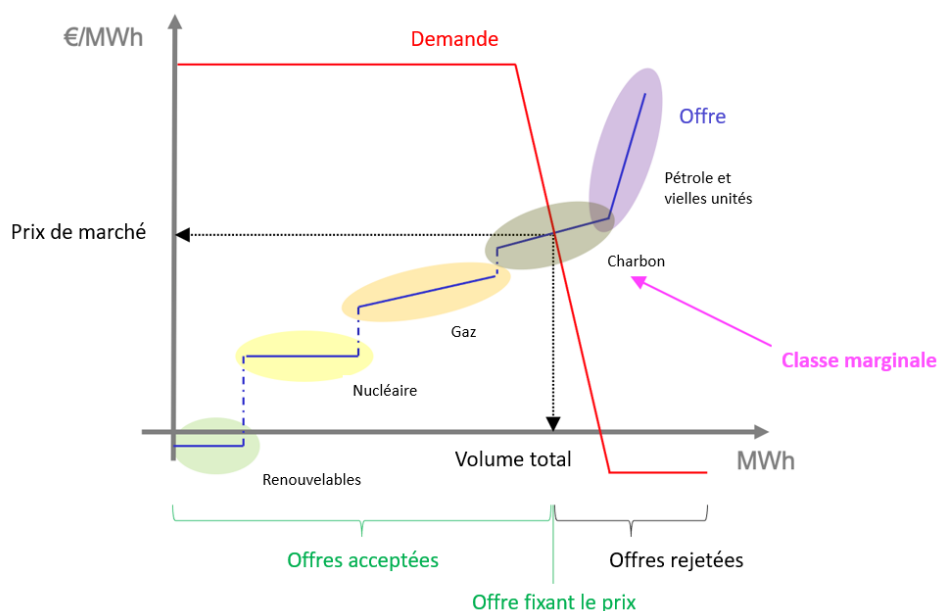 €/MWh
Demande
Offre
Pétrole et
vielles unités
Prix de marché
Charbon
Gaz
Classe marginale
Nucléaire
Volume total
MWh
Renouvelables
Offres acceptées
Offres rejetées
Offre fixant le prix